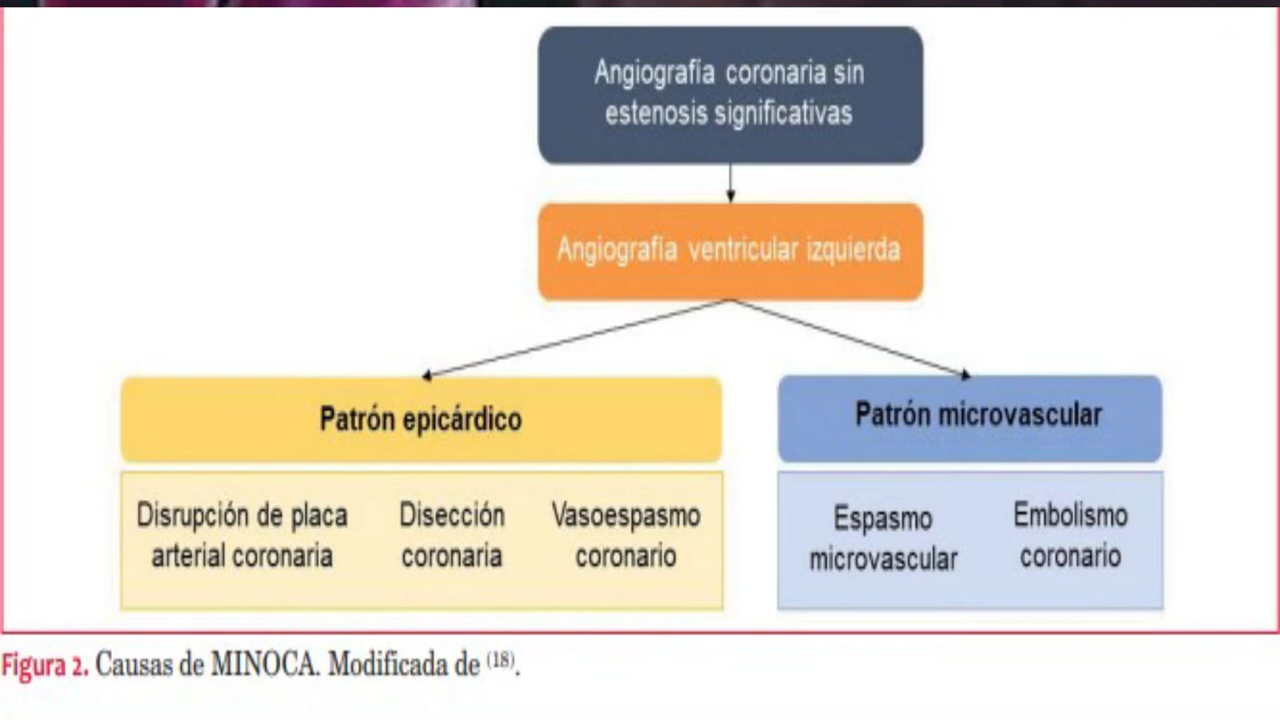 Angiografía coronaria sin
estenosis significativas
Angiografía ventricular izquierda
Patrón epicárdico
Disrupción de placa
arterial coronaria
Disección
coronaria
Vasoespasmo
coronario
Patrón microvascular
Espasmo
microvascular
Embolismo
coronario
Figura 2. Causas de MINOCA. Modificada de (18).